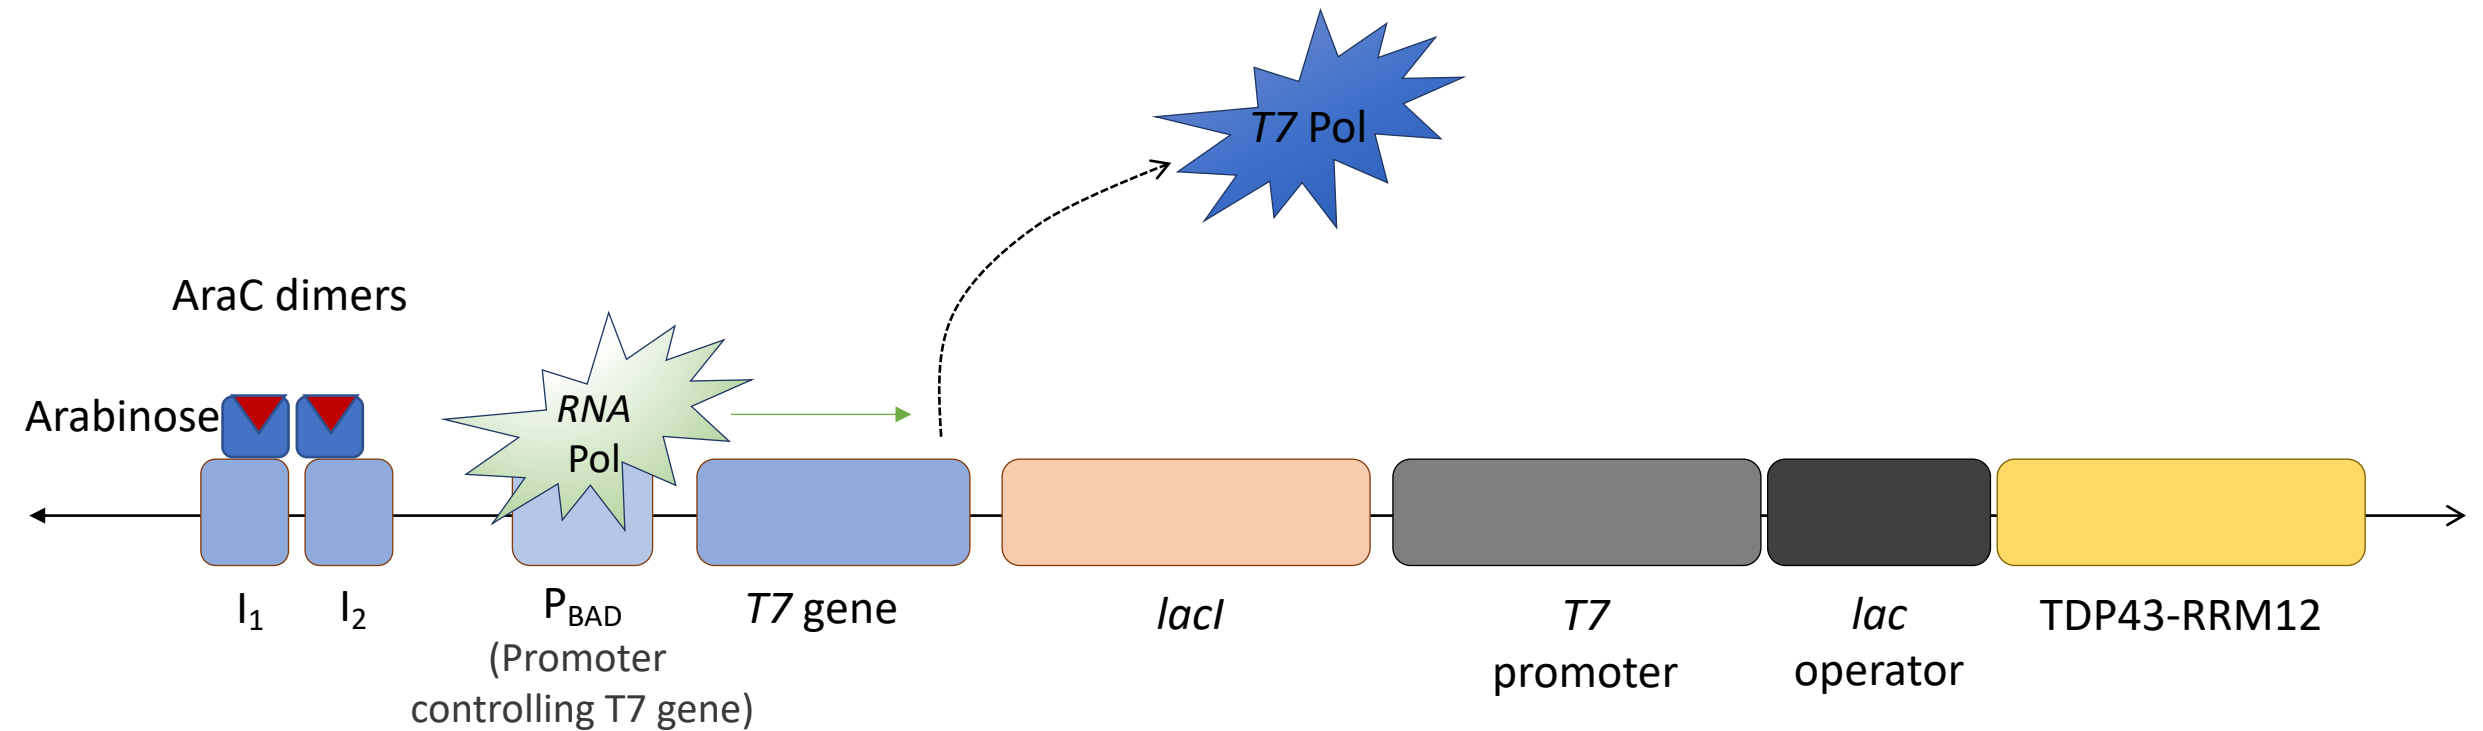 T7 Pol
AraC dimers
Arabinose
RNA
Pol
I₁
I₂
P_BAD
(Promoter
controlling T7 gene)
T7 gene
lacI
T7
promoter
lac
operator
TDP43-RRM12